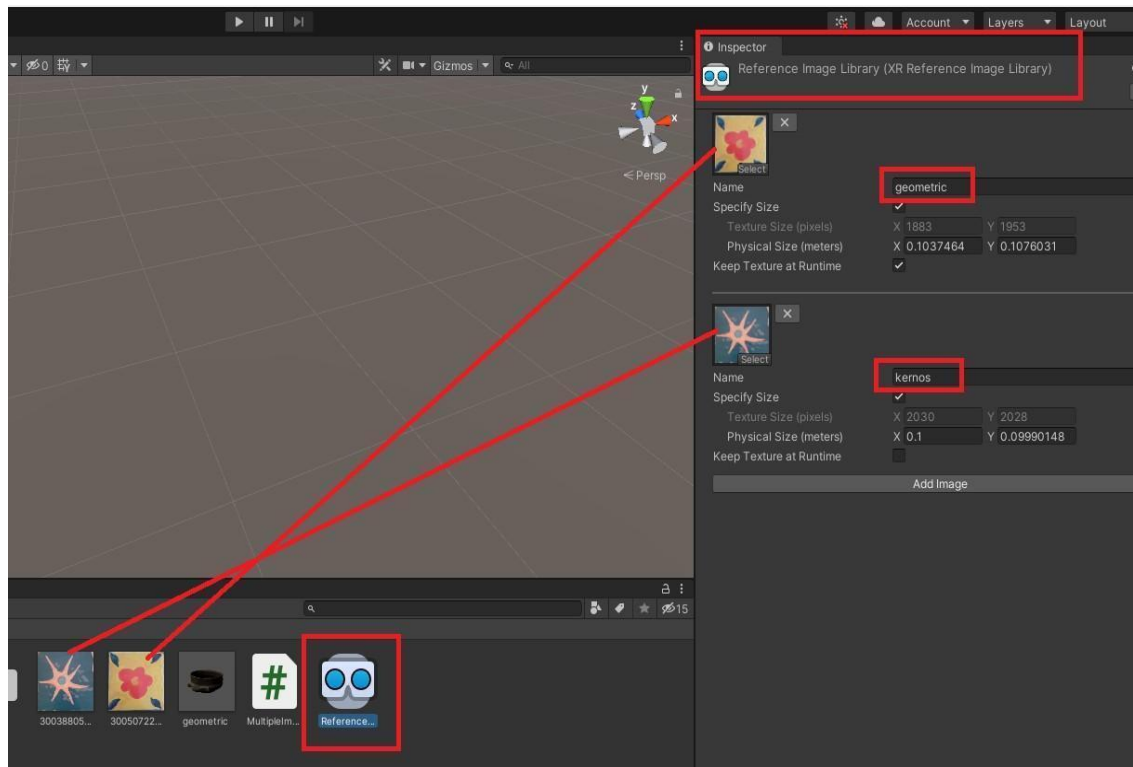 Account Layers Layout
0 Gizmos All
Inspector
Reference Image Library (XR Reference Image Library)
y
z x
Persp
Select
Name geometric
Specify Size
Texture Size (pixels) X 1883 Y 1953
Physical Size (meters) X 0.1037464 Y 0.1076031
Keep Texture at Runtime
Select
Name kernos
Specify Size
Texture Size (pixels) X 2030 Y 2028
Physical Size (meters) X 0.1 Y 0.09990148
Keep Texture at Runtime
Add Image
15
#
30038805... 30050722... geometric MultipleIm... Reference...